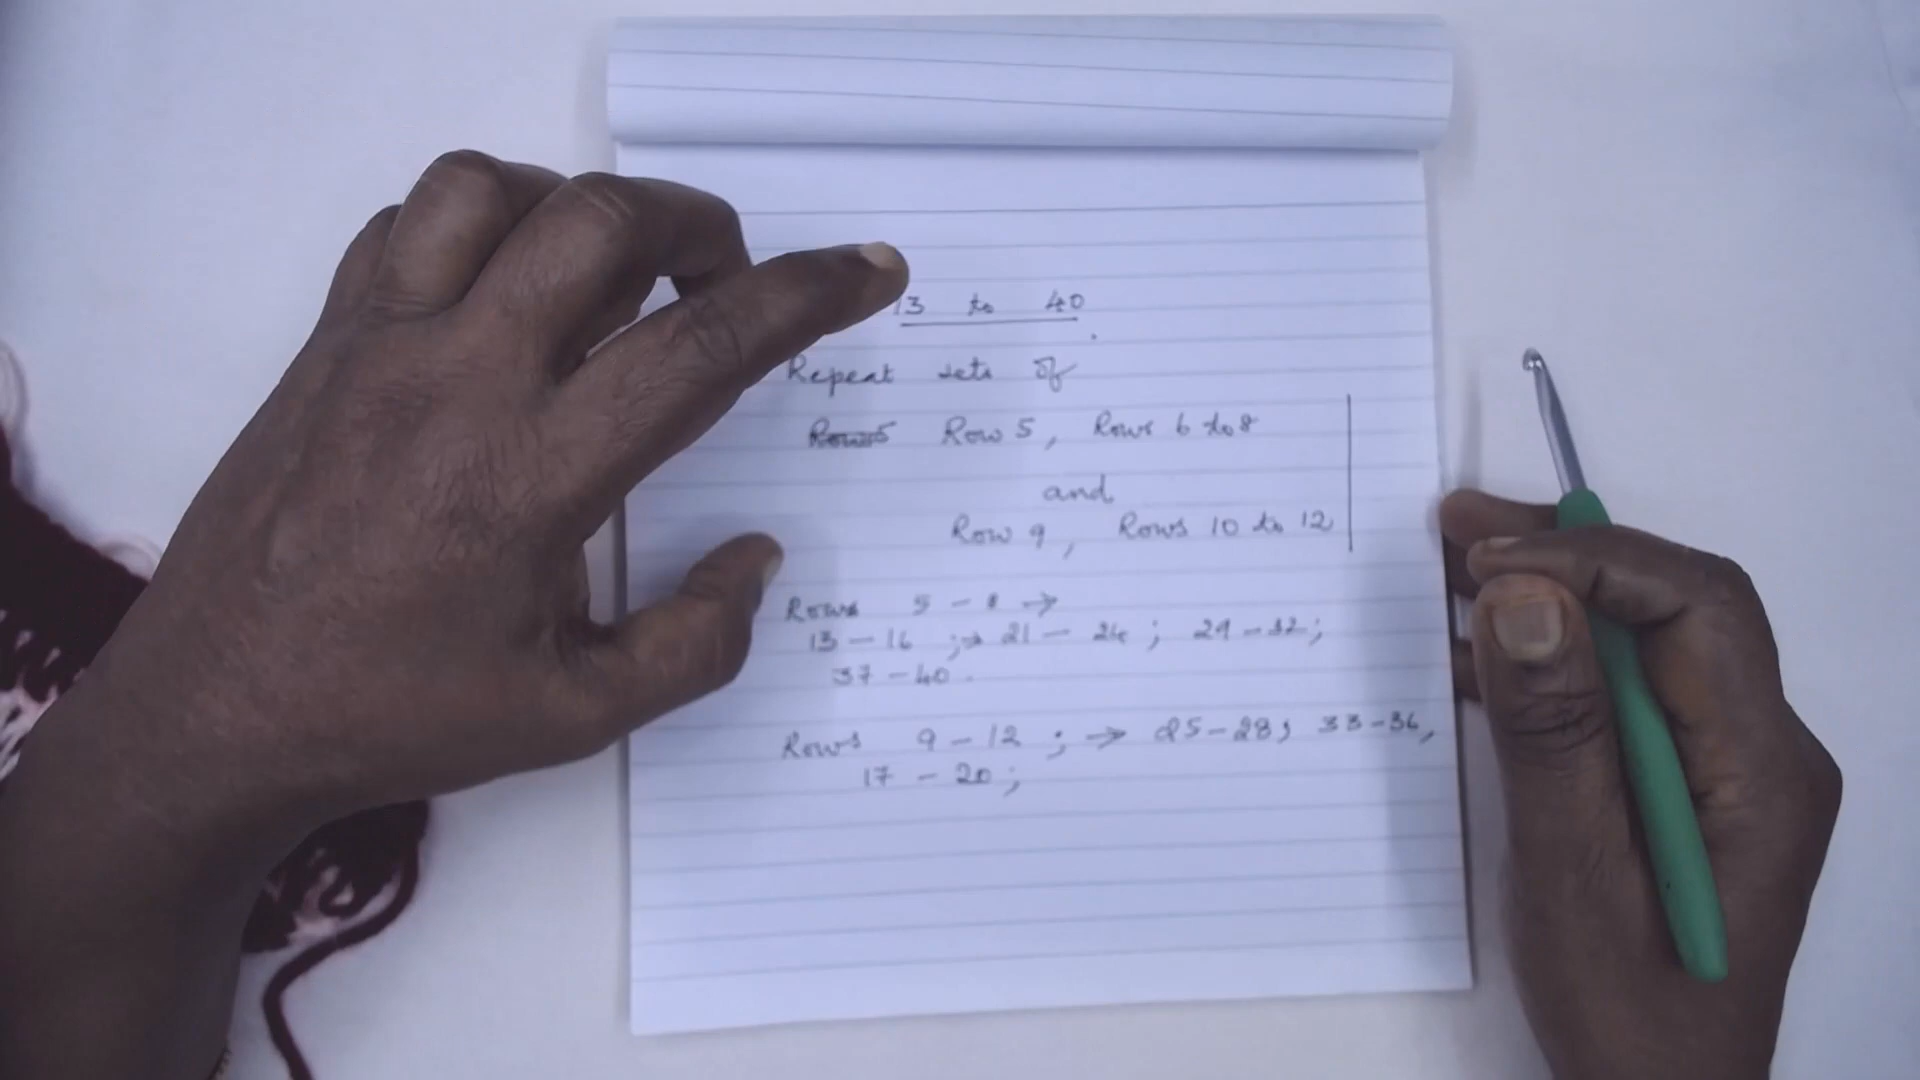 13 to 40
Repeat sets of
Row 5, Rows 6 to 8
and
Row 9, Rows 10 to 12
Rows 5 - 8 →
13 - 16 ; → 21 - 24 ; 29 - 32 ;
37 - 40 .
Rows 9 - 12 ; → 25 - 28 ; 33 - 36 ,
17 - 20 ;